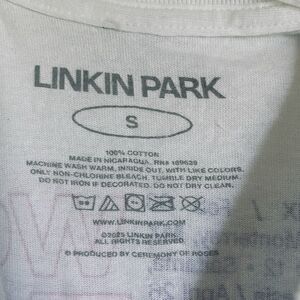 LINKIN PARK
S
100% COTTON
MADE IN NICARAGUA, RN# 169629
MACHINE WASH WARM, INSIDE OUT, WITH LIKE COLORS,
ONLY NON-CHLORINE BLEACH, TUMBLE DRY MEDIUM,
DO NOT IRON IF DECORATED. DO NOT DRY CLEAN.
WWW.LINKINPARK.COM
©2025 LINKIN PARK.
ALL RIGHTS RESERVED.
PRODUCED BY CEREMONY OF ROSES